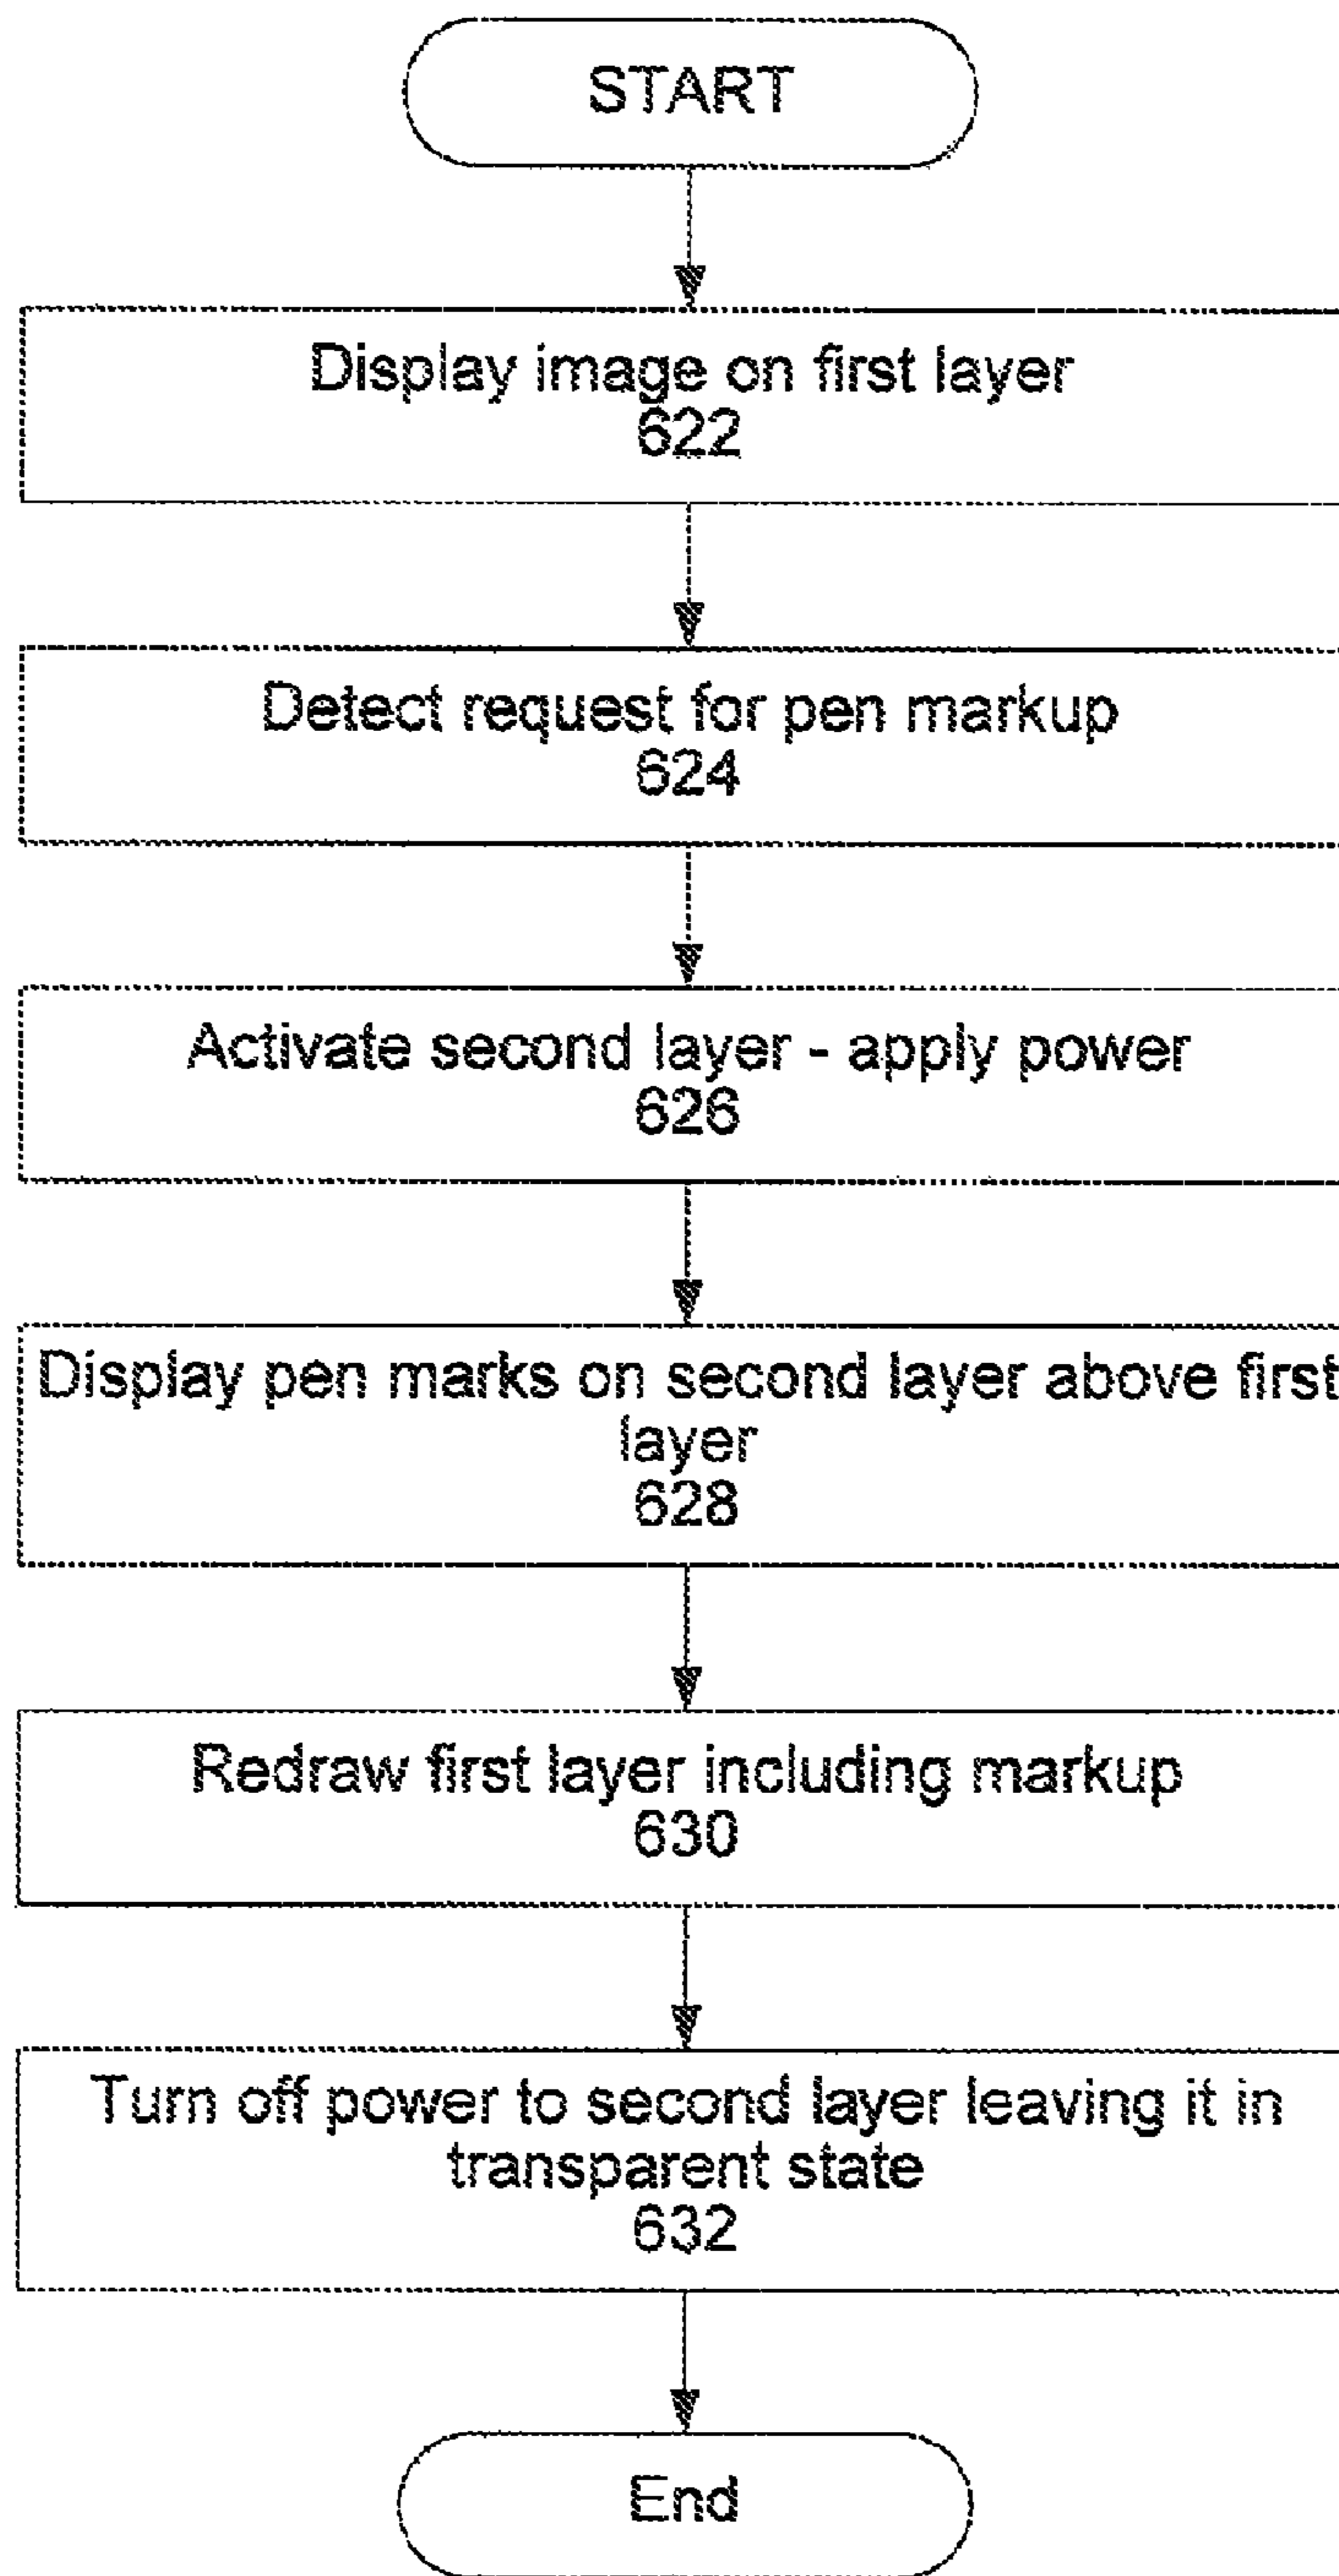 START
Display image on first layer
622
Detect request for pen markup
624
Activate second layer - apply power
626
Display pen marks on second layer above first
layer
628
Redraw first layer including markup
630
Turn off power to second layer leaving it in
transparent state
632
End